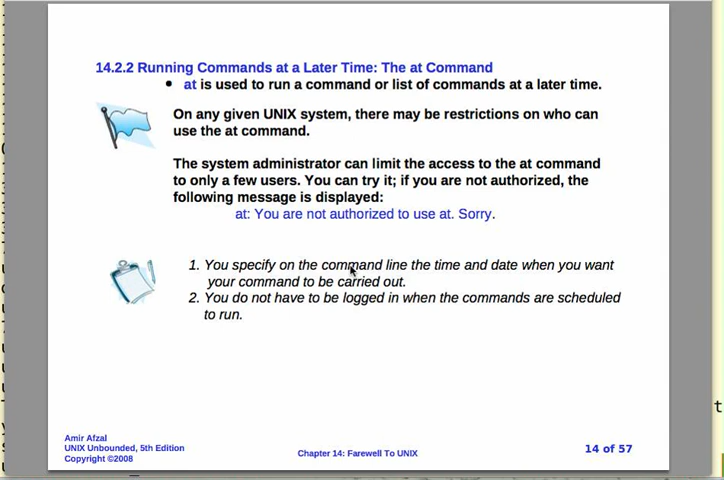 14.2.2 Running Commands at a Later Time: The at Command
• at is used to run a command or list of commands at a later time.
On any given UNIX system, there may be restrictions on who can
use the at command.
The system administrator can limit the access to the at command
to only a few users. You can try it; if you are not authorized, the
following message is displayed:
at: You are not authorized to use at. Sorry.
1. You specify on the command line the time and date when you want
your command to be carried out.
2. You do not have to be logged in when the commands are scheduled
to run.
Amir Afzal
UNIX Unbounded, 5th Edition
Copyright ©2008
Chapter 14: Farewell To UNIX
14 of 57